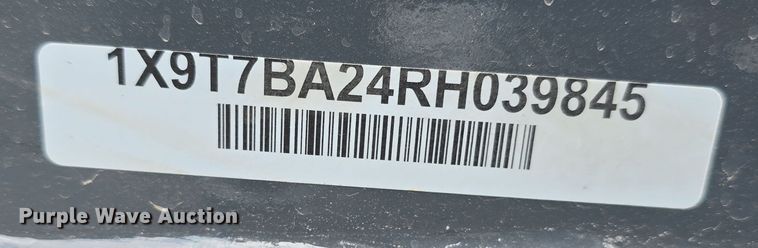 1X9T7BA24RH039845
Purple Wave Auction